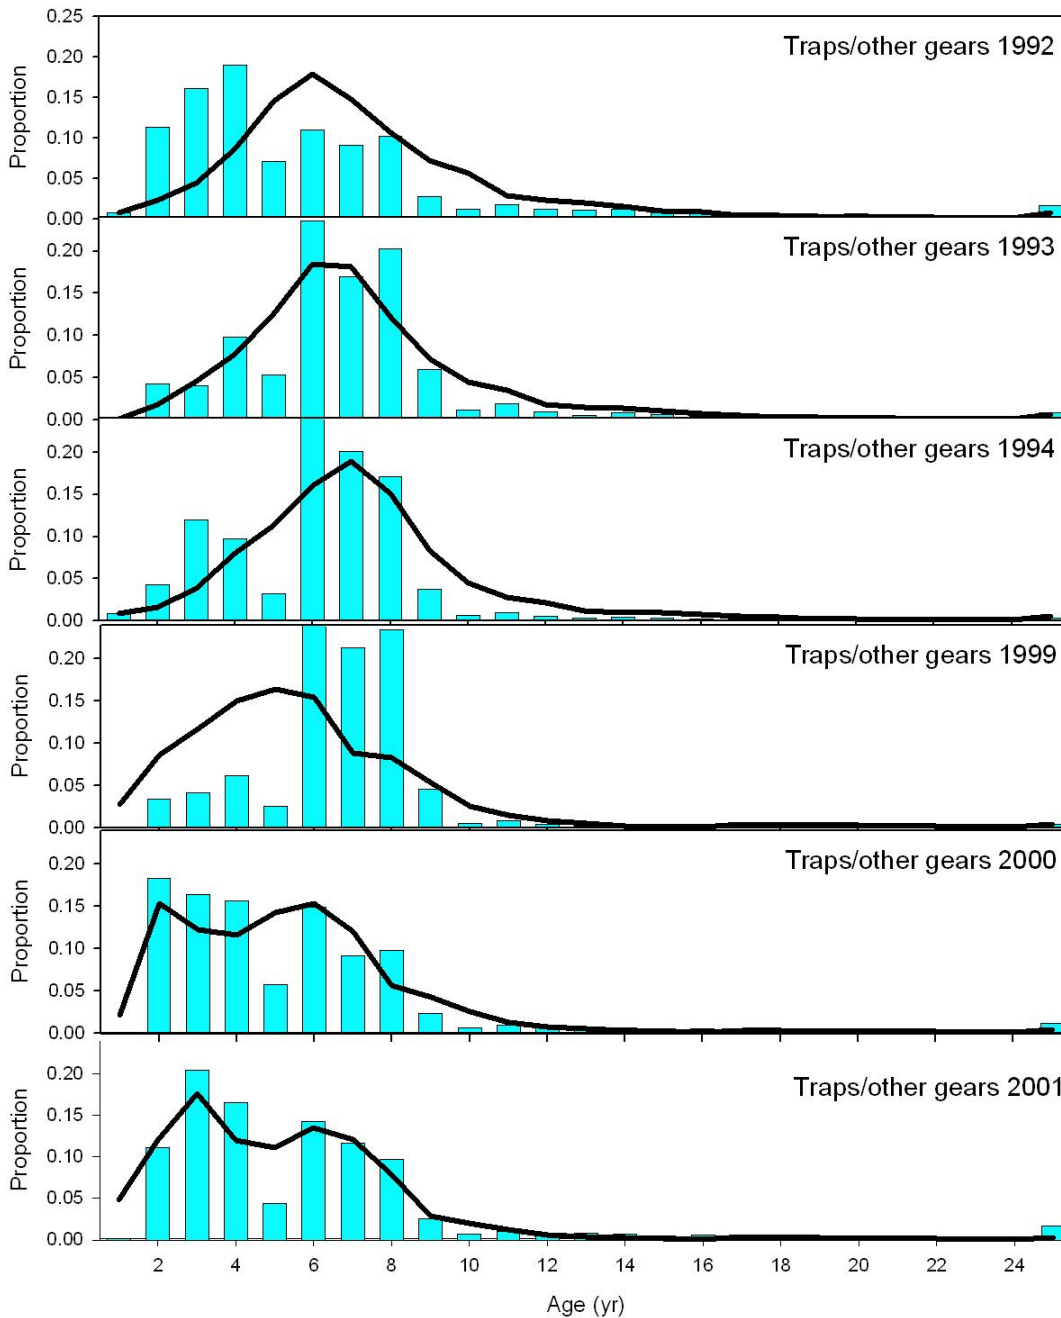 0.25
Traps/other gears 1992
0.20
0.15
0.10
0.05
0.00
Proportion
Traps/other gears 1993
0.20
0.15
0.10
0.05
0.00
Proportion
Traps/other gears 1994
0.20
0.15
0.10
0.05
0.00
Proportion
Traps/other gears 1999
0.20
0.15
0.10
0.05
0.00
Proportion
Traps/other gears 2000
0.20
0.15
0.10
0.05
0.00
Proportion
Traps/other gears 2001
0.20
0.15
0.10
0.05
0.00
Proportion
2 4 6 8 10 12 14 16 18 20 22 24
Age (yr)